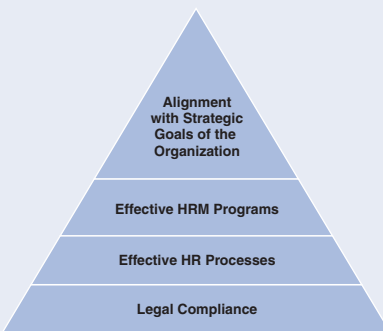 Alignment
with Strategic
Goals of the
Organization
Effective HRM Programs
Effective HR Processes
Legal Compliance